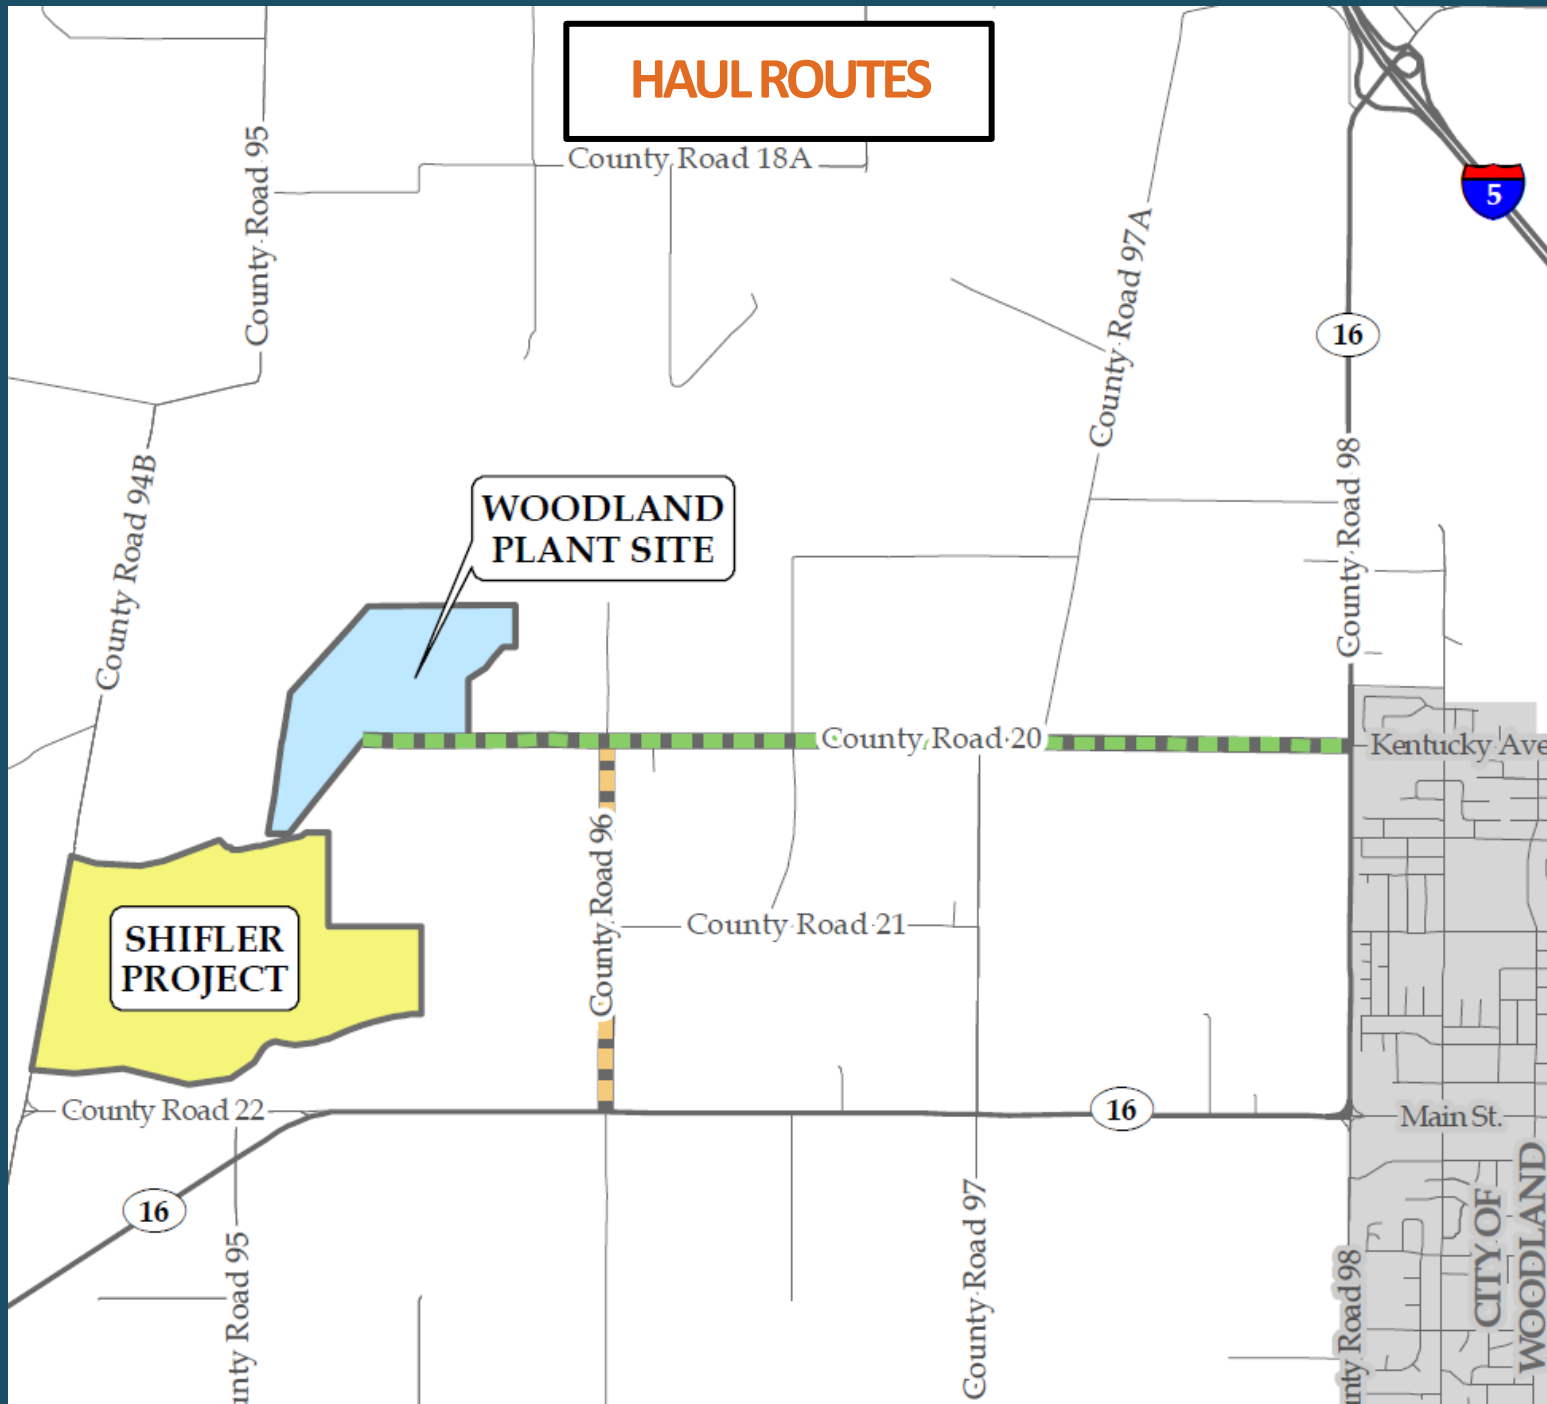 HAUL ROUTES
County Road 18A
County Road 95
5
County Road 97A
16
County Road 98
County Road 94B
WOODLAND
PLANT SITE
County Road 20
Kentucky Ave
County Road 96
County Road 21
SHIFLER
PROJECT
County Road 22
16
Main St.
16
County Road 97
unty Road 95
unty Road 98
CITY OF
WOODLAND